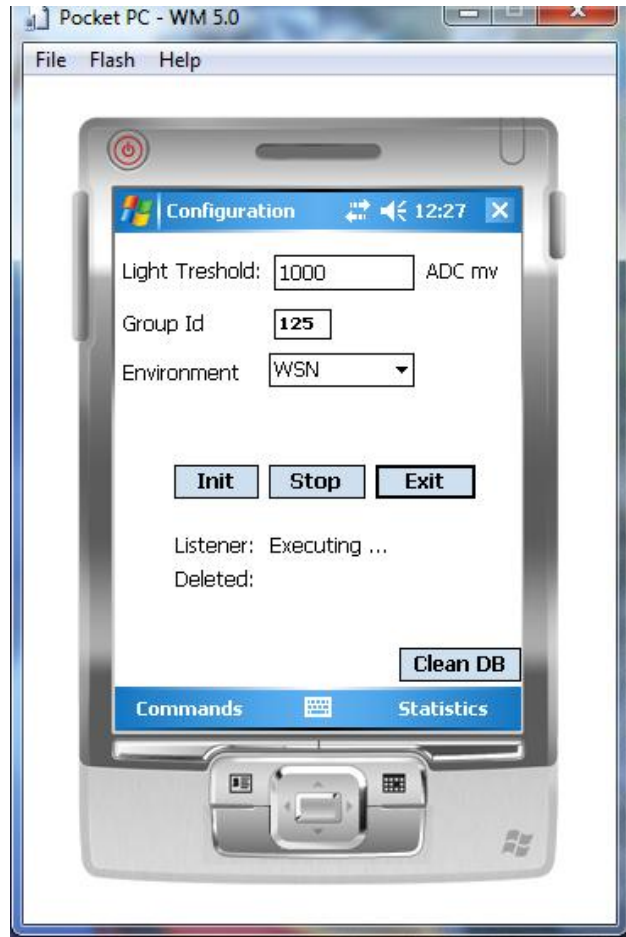 Pocket PC - WM 5.0
File Flash Help
Configuration 12:27
Light Treshold: 1000 ADC mv
Group Id 125
Environment WSN
Init Stop Exit
Listener: Executing ...
Deleted:
Clean DB
Commands Statistics